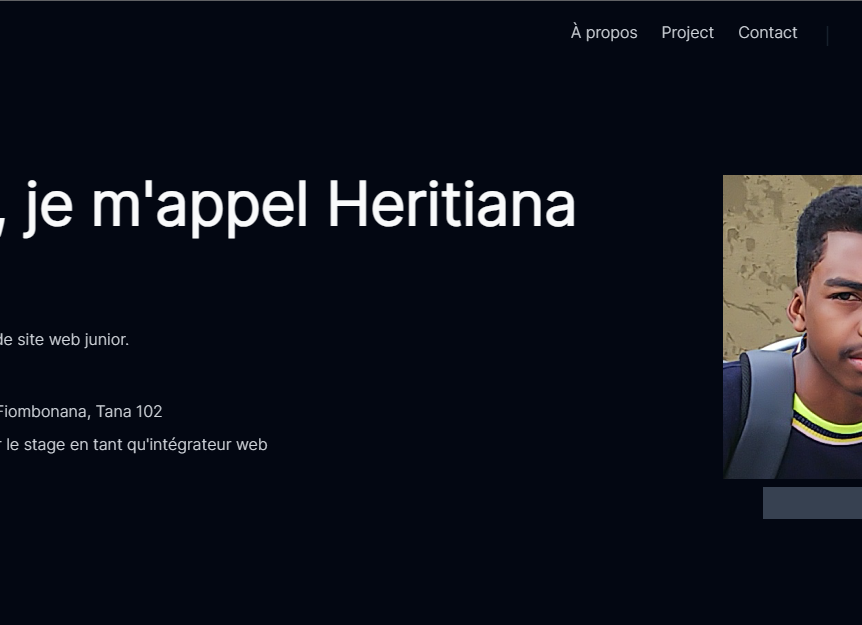 À propos Project Contact
, je m'appel Heritiana
de site web junior.
Fiombonana, Tana 102
le stage en tant qu'intégrateur web